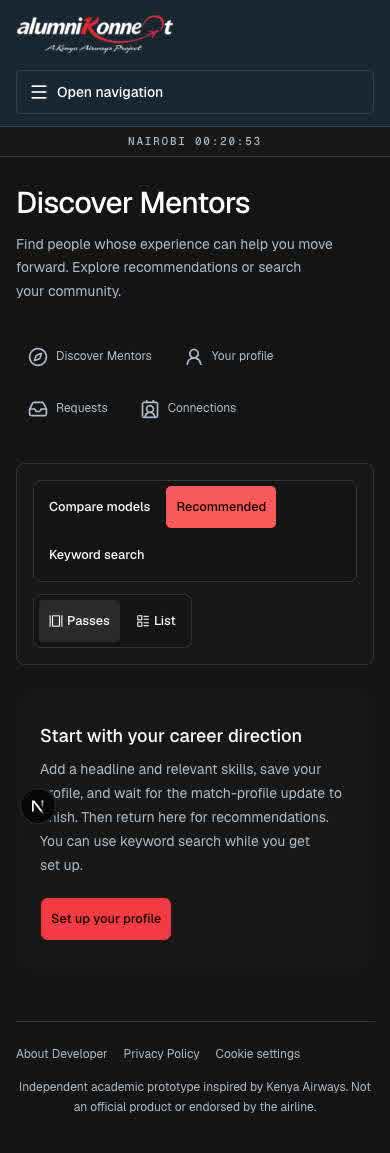 alumniKonnect
A Kenya Airways Project
Open navigation
NAIROBI 00:20:53
Discover Mentors
Find people whose experience can help you move
forward. Explore recommendations or search
your community.
Discover Mentors
Your profile
Requests
Connections
Compare models
Recommended
Keyword search
Passes
List
Start with your career direction
Add a headline and relevant skills, save your
profile, and wait for the match-profile update to
finish. Then return here for recommendations.
You can use keyword search while you get
set up.
N
Set up your profile
About Developer
Privacy Policy
Cookie settings
Independent academic prototype inspired by Kenya Airways. Not
an official product or endorsed by the airline.